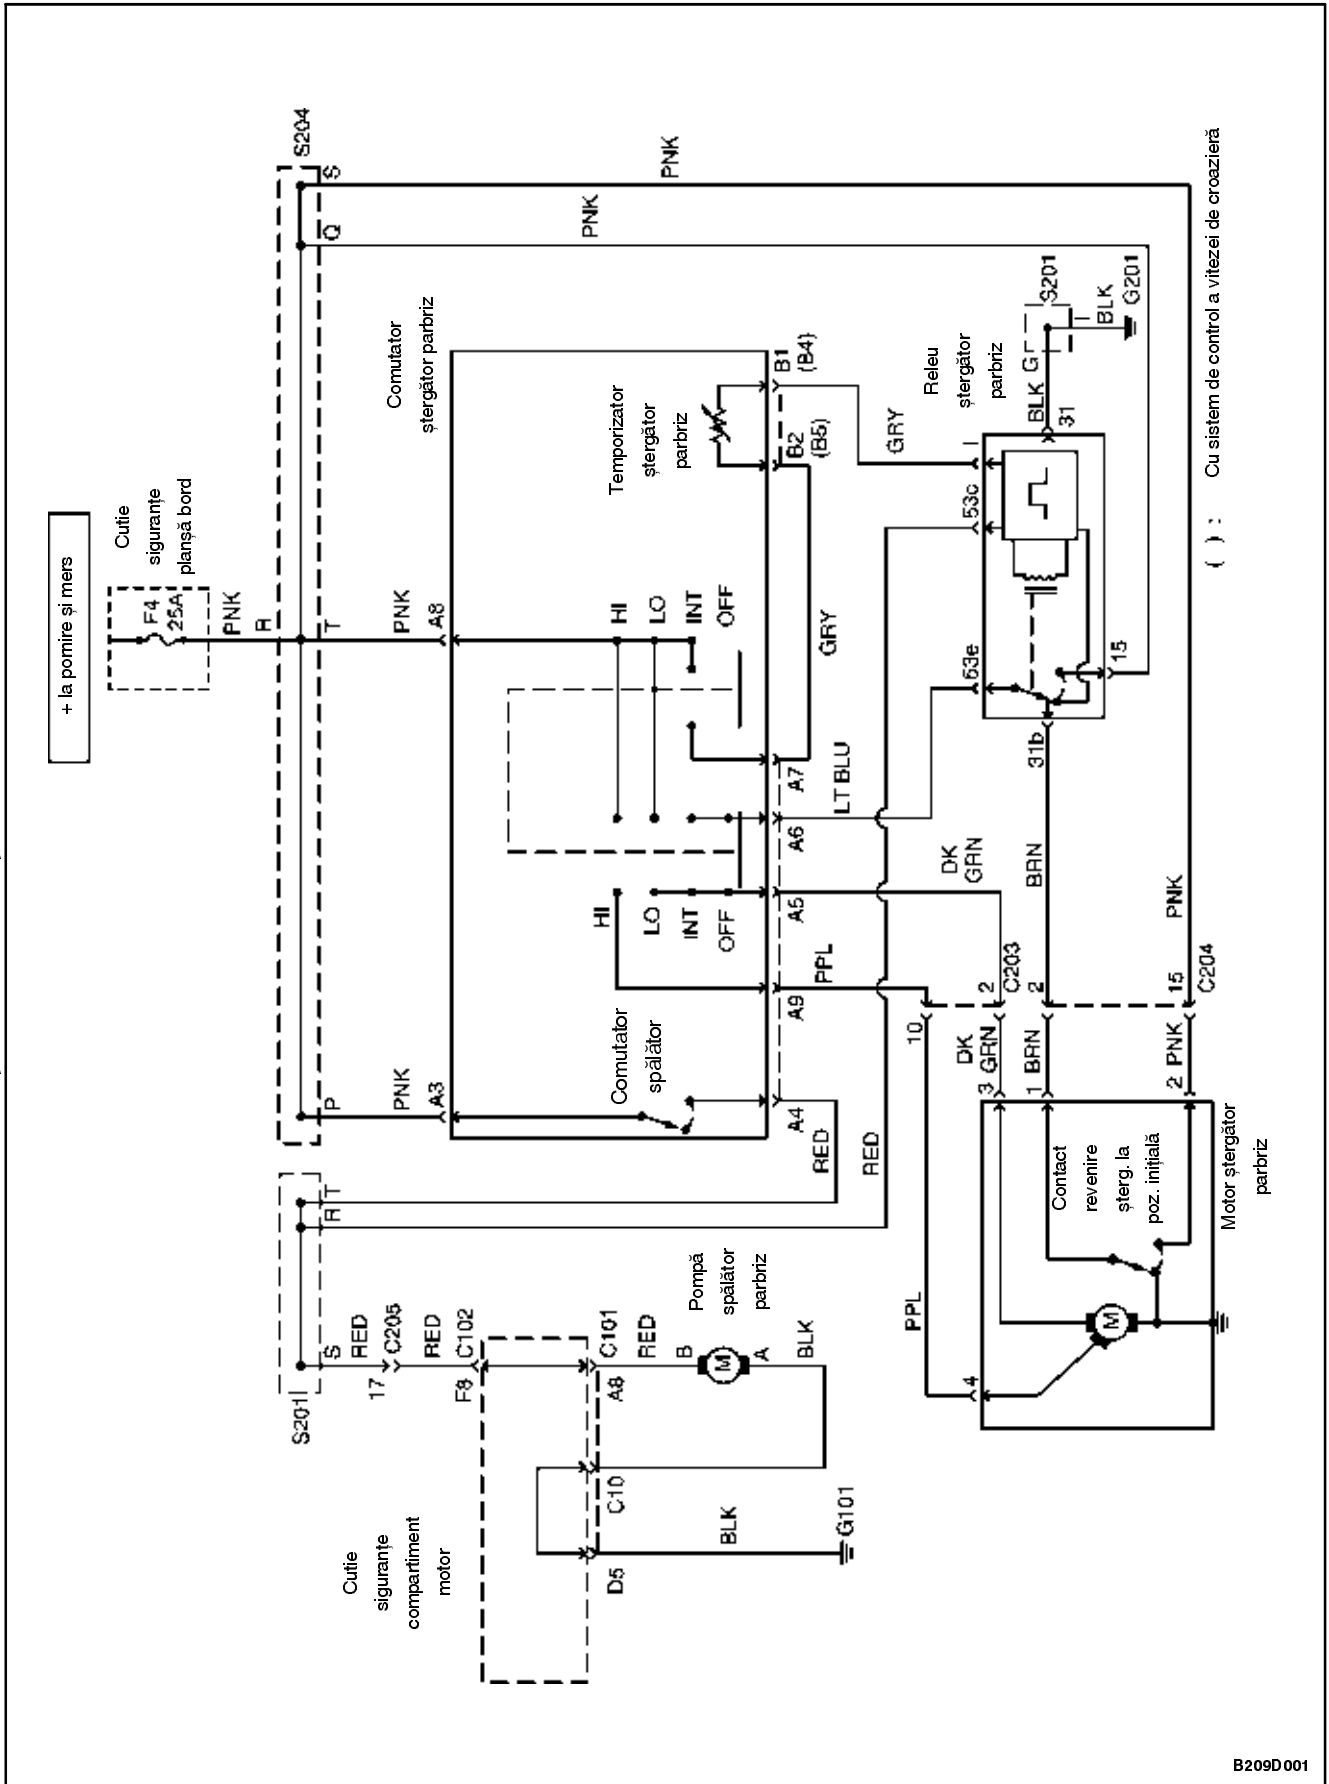 + la pornire și mers
Cutie
siguranțe
planșă bord
F4
25A
PNK
R
S204
P
T
Q
S
PNK
A3
PNK
A8
PNK
PNK
Comutator
ștergător parbriz
HI
LO
INT
OFF
HI
LO
INT
OFF
Temporizator
ștergător
parbriz
Comutator
spălător
A4
A9
A5
A6
A7
B2
(B5)
B1
(B4)
RED
PPL
LT BLU
GRY
GRY
RED
DK
GRN
Releu
ștergător
parbriz
53e
53c
I
31b
15
31
BLK
G
S201
I
BLK
G201
BRN
PNK
10
2
C203
2
15
C204
DK
GRN
BRN
PNK
3
1
2
4
PPL
Contact
revenire
șterg. la
poz. inițială
M
Motor ștergător
parbriz
S201
S
R
T
RED
17
C205
RED
F8
C102
Cutie
siguranțe
compartiment
motor
D5
C10
A8
C101
RED
B
M
A
BLK
Pompă
spălător
parbriz
BLK
G101
( ) :
Cu sistem de control a vitezei de croazieră
B209D001